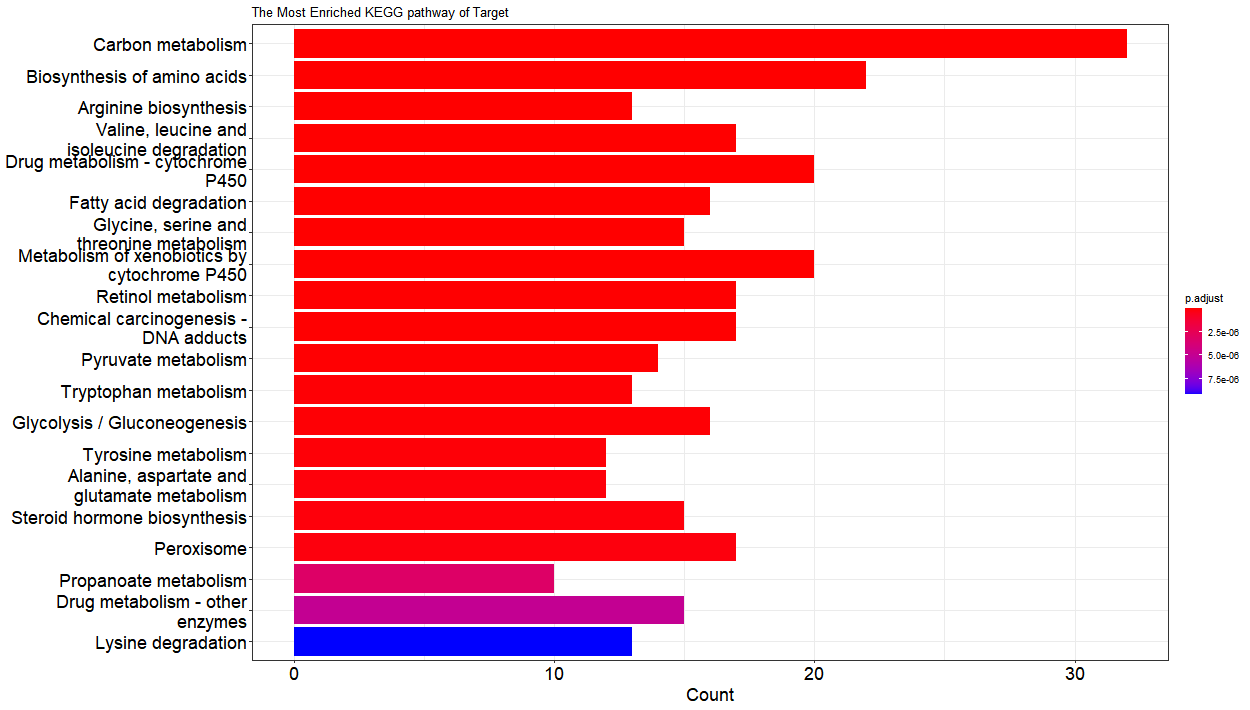 The Most Enriched KEGG pathway of Target
Carbon metabolism
Biosynthesis of amino acids
Arginine biosynthesis
Valine, leucine and
isoleucine degradation
Drug metabolism - cytochrome
P450
Fatty acid degradation
Glycine, serine and
threonine metabolism
Metabolism of xenobiotics by
cytochrome P450
Retinol metabolism
Chemical carcinogenesis -
DNA adducts
Pyruvate metabolism
Tryptophan metabolism
Glycolysis / Gluconeogenesis
Tyrosine metabolism
Alanine, aspartate and
glutamate metabolism
Steroid hormone biosynthesis
Peroxisome
Propanoate metabolism
Drug metabolism - other
enzymes
Lysine degradation
0 10 20 30
Count
p.adjust
2.5e-06
5.0e-06
7.5e-06